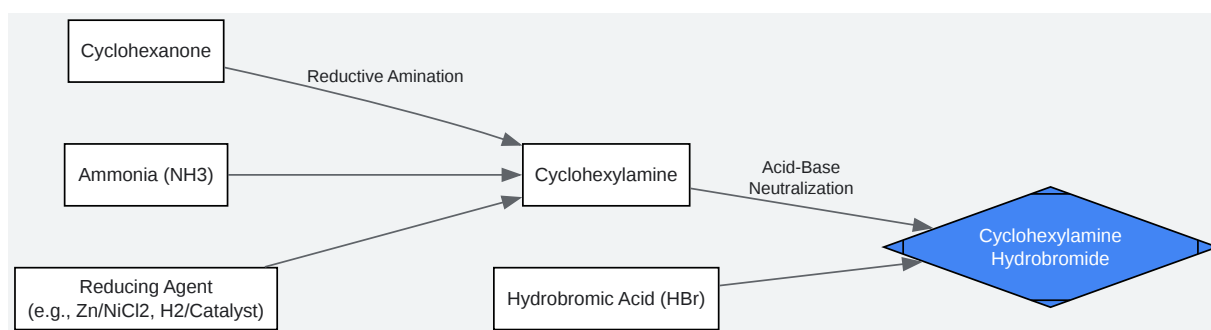 Cyclohexanone
Reductive Amination
Ammonia (NH3)
Cyclohexylamine
Acid-Base
Neutralization
Reducing Agent
(e.g., Zn/NiCl2, H2/Catalyst)
Hydrobromic Acid (HBr)
Cyclohexylamine
Hydrobromide